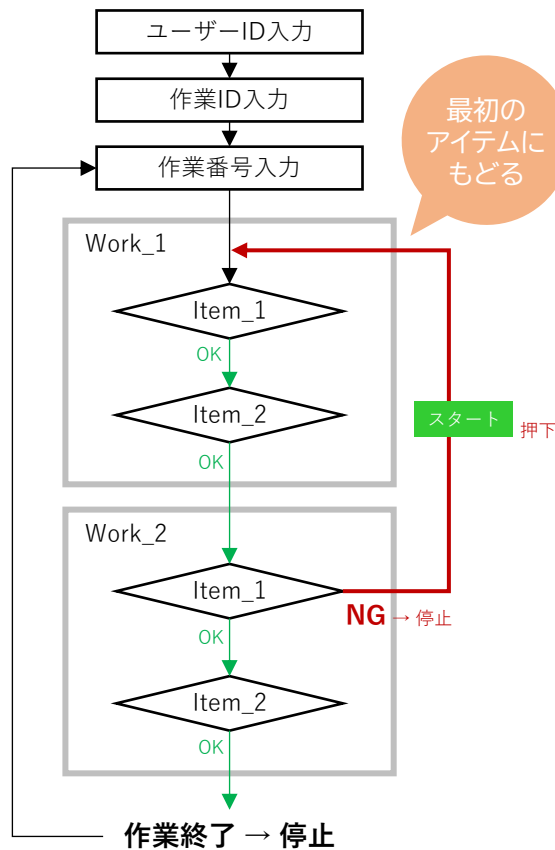 ユーザーID入力
作業ID入力
作業番号入力
最初の
アイテムに
もどる
Work_1
Item_1
OK
Item_2
OK
スタート
押下
Work_2
Item_1
NG → 停止
OK
Item_2
OK
作業終了 → 停止